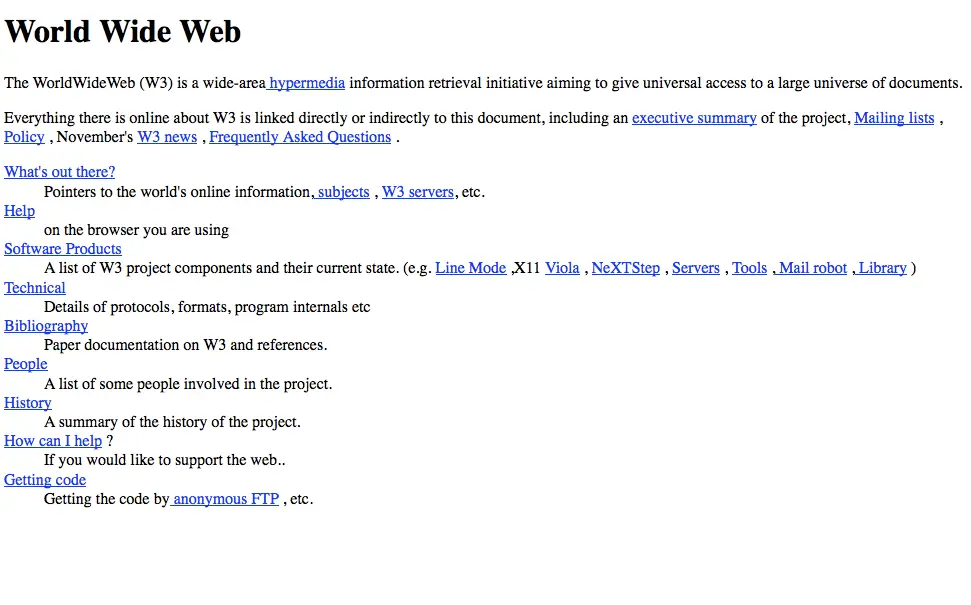 World Wide Web
The WorldWideWeb (W3) is a wide-area hypermedia information retrieval initiative aiming to give universal access to a large universe of documents.
Everything there is online about W3 is linked directly or indirectly to this document, including an executive summary of the project, Mailing lists ,
Policy , November's W3 news , Frequently Asked Questions .
What's out there?
Pointers to the world's online information, subjects , W3 servers, etc.
Help
on the browser you are using
Software Products
A list of W3 project components and their current state. (e.g. Line Mode ,X11 Viola , NeXTStep , Servers , Tools , Mail robot , Library )
Technical
Details of protocols, formats, program internals etc
Bibliography
Paper documentation on W3 and references.
People
A list of some people involved in the project.
History
A summary of the history of the project.
How can I help ?
If you would like to support the web..
Getting code
Getting the code by anonymous FTP , etc.